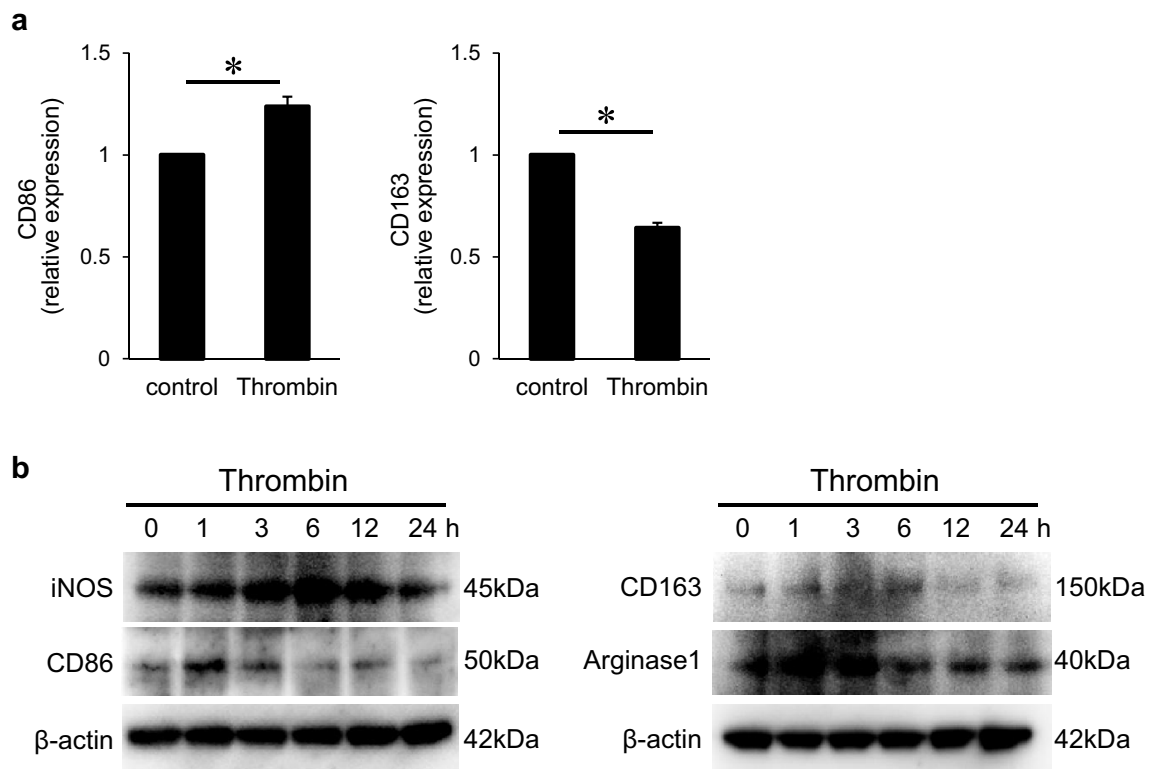 a
1.5
1
0.5
0
CD86
(relative expression)
*
control Thrombin
1.5
1
0.5
0
CD163
(relative expression)
*
control Thrombin
b
Thrombin
0 1 3 6 12 24 h
iNOS 45kDa
CD86 50kDa
β-actin 42kDa
Thrombin
0 1 3 6 12 24 h
CD163 150kDa
Arginase1 40kDa
β-actin 42kDa